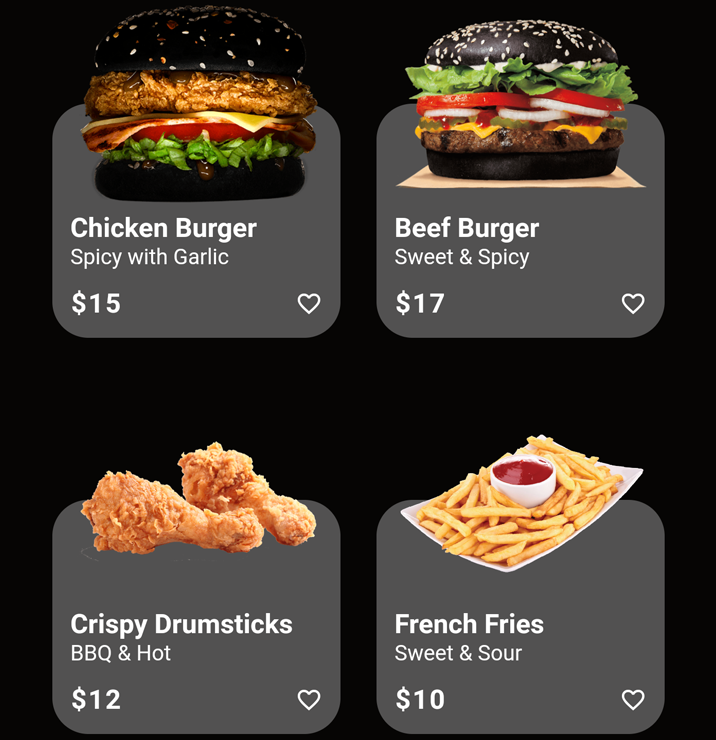 Chicken Burger
Spicy with Garlic
$15
Beef Burger
Sweet & Spicy
$17
Crispy Drumsticks
BBQ & Hot
$12
French Fries
Sweet & Sour
$10